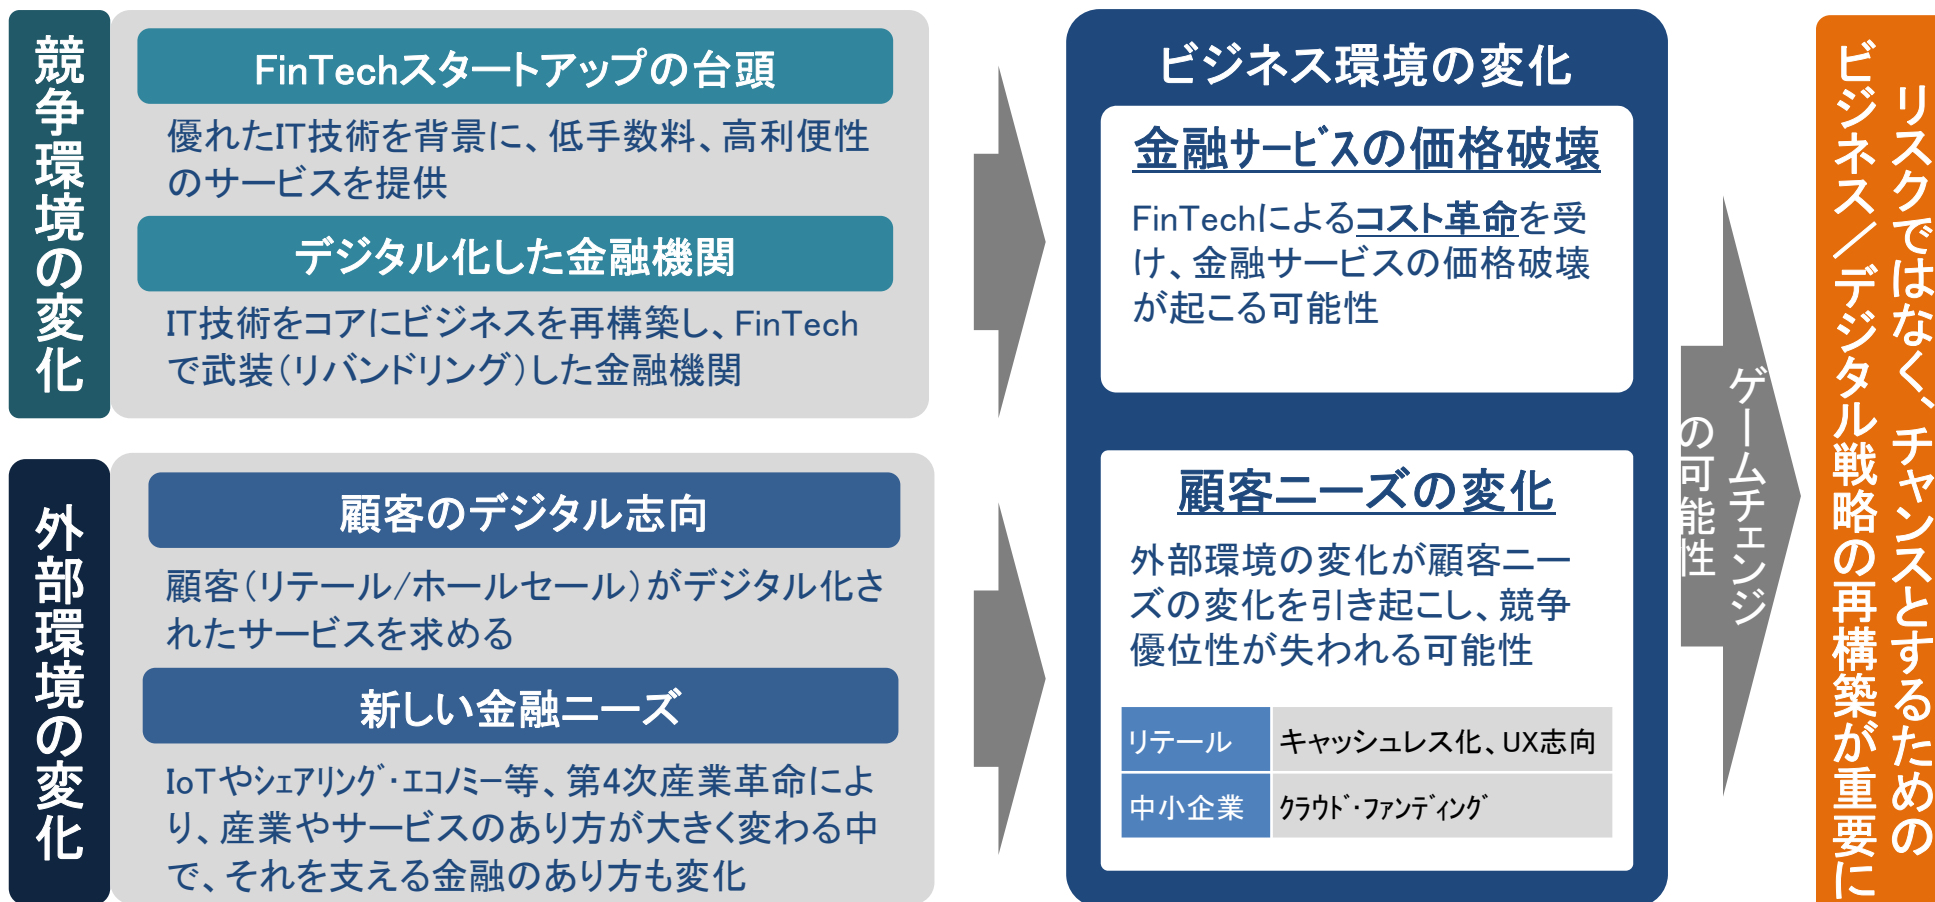 競争環境の変化
FinTechスタートアップの台頭
優れたIT技術を背景に、低手数料、高利便性
のサービスを提供
デジタル化した金融機関
IT技術をコアにビジネスを再構築し、FinTech
で武装(リバンドリング)した金融機関
外部環境の変化
顧客のデジタル志向
顧客(リテール/ホールセール)がデジタル化さ
れたサービスを求める
新しい金融ニーズ
IoTやｼｪｱﾘﾝｸﾞ･ｴｺﾉﾐｰ等、第4次産業革命によ
り、産業やサービスのあり方が大きく変わる中
で、それを支える金融のあり方も変化
ビジネス環境の変化
金融ｻｰﾋﾞｽの価格破壊
FinTechによるコスト革命を受
け、金融サービスの価格破壊
が起こる可能性
顧客ニーズの変化
外部環境の変化が顧客ニー
ズの変化を引き起こし、競争
優位性が失われる可能性
リテール
キャッシュレス化、UX志向
中小企業
ｸﾗｳﾄﾞ･ﾌｧﾝﾃﾞｨﾝｸﾞ
ゲームチェンジ
の可能性
リスクではなく、チャンスとするための
ビジネス／デジタル戦略の再構築が重要に